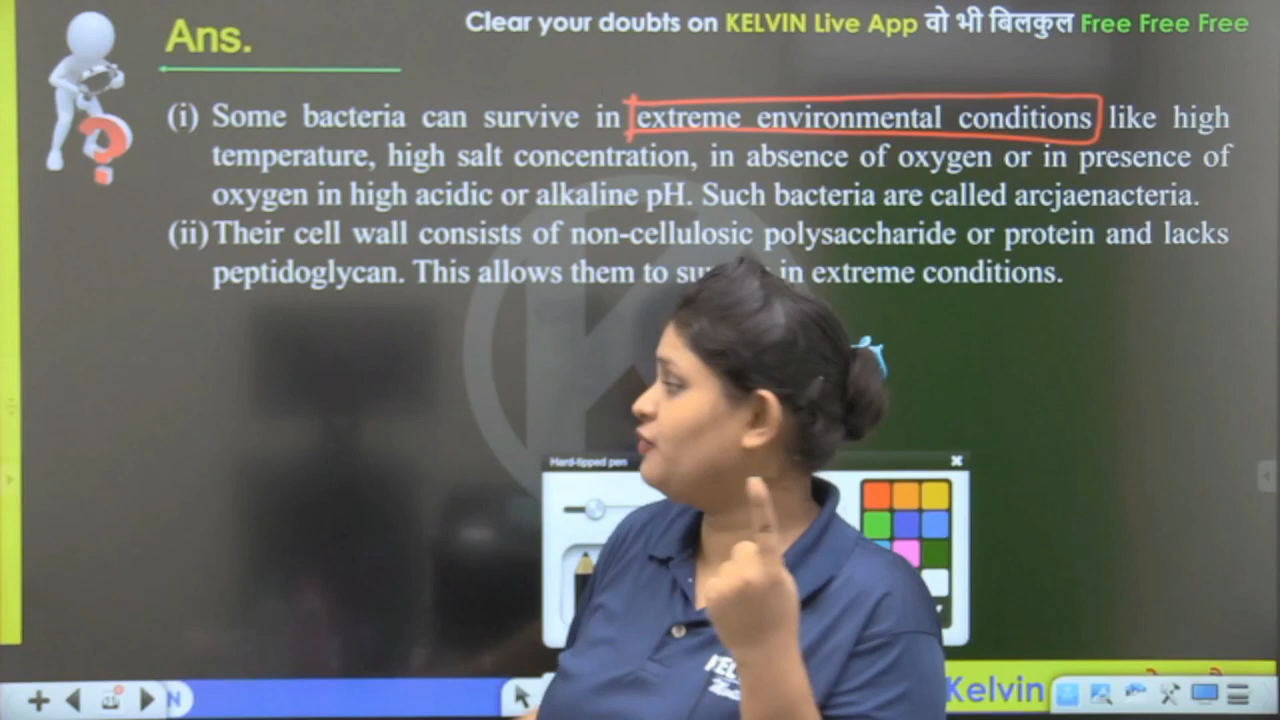 Clear your doubts on KELVIN Live App वो भी बिलकुल Free Free Free
Ans.
(i) Some bacteria can survive in extreme environmental conditions like high
temperature, high salt concentration, in absence of oxygen or in presence of
oxygen in high acidic or alkaline pH. Such bacteria are called arcjaenacteria.
(ii) Their cell wall consists of non-cellulosic polysaccharide or protein and lacks
peptidoglycan. This allows them to in extreme conditions.
Hard-tipped pen
Kelvin